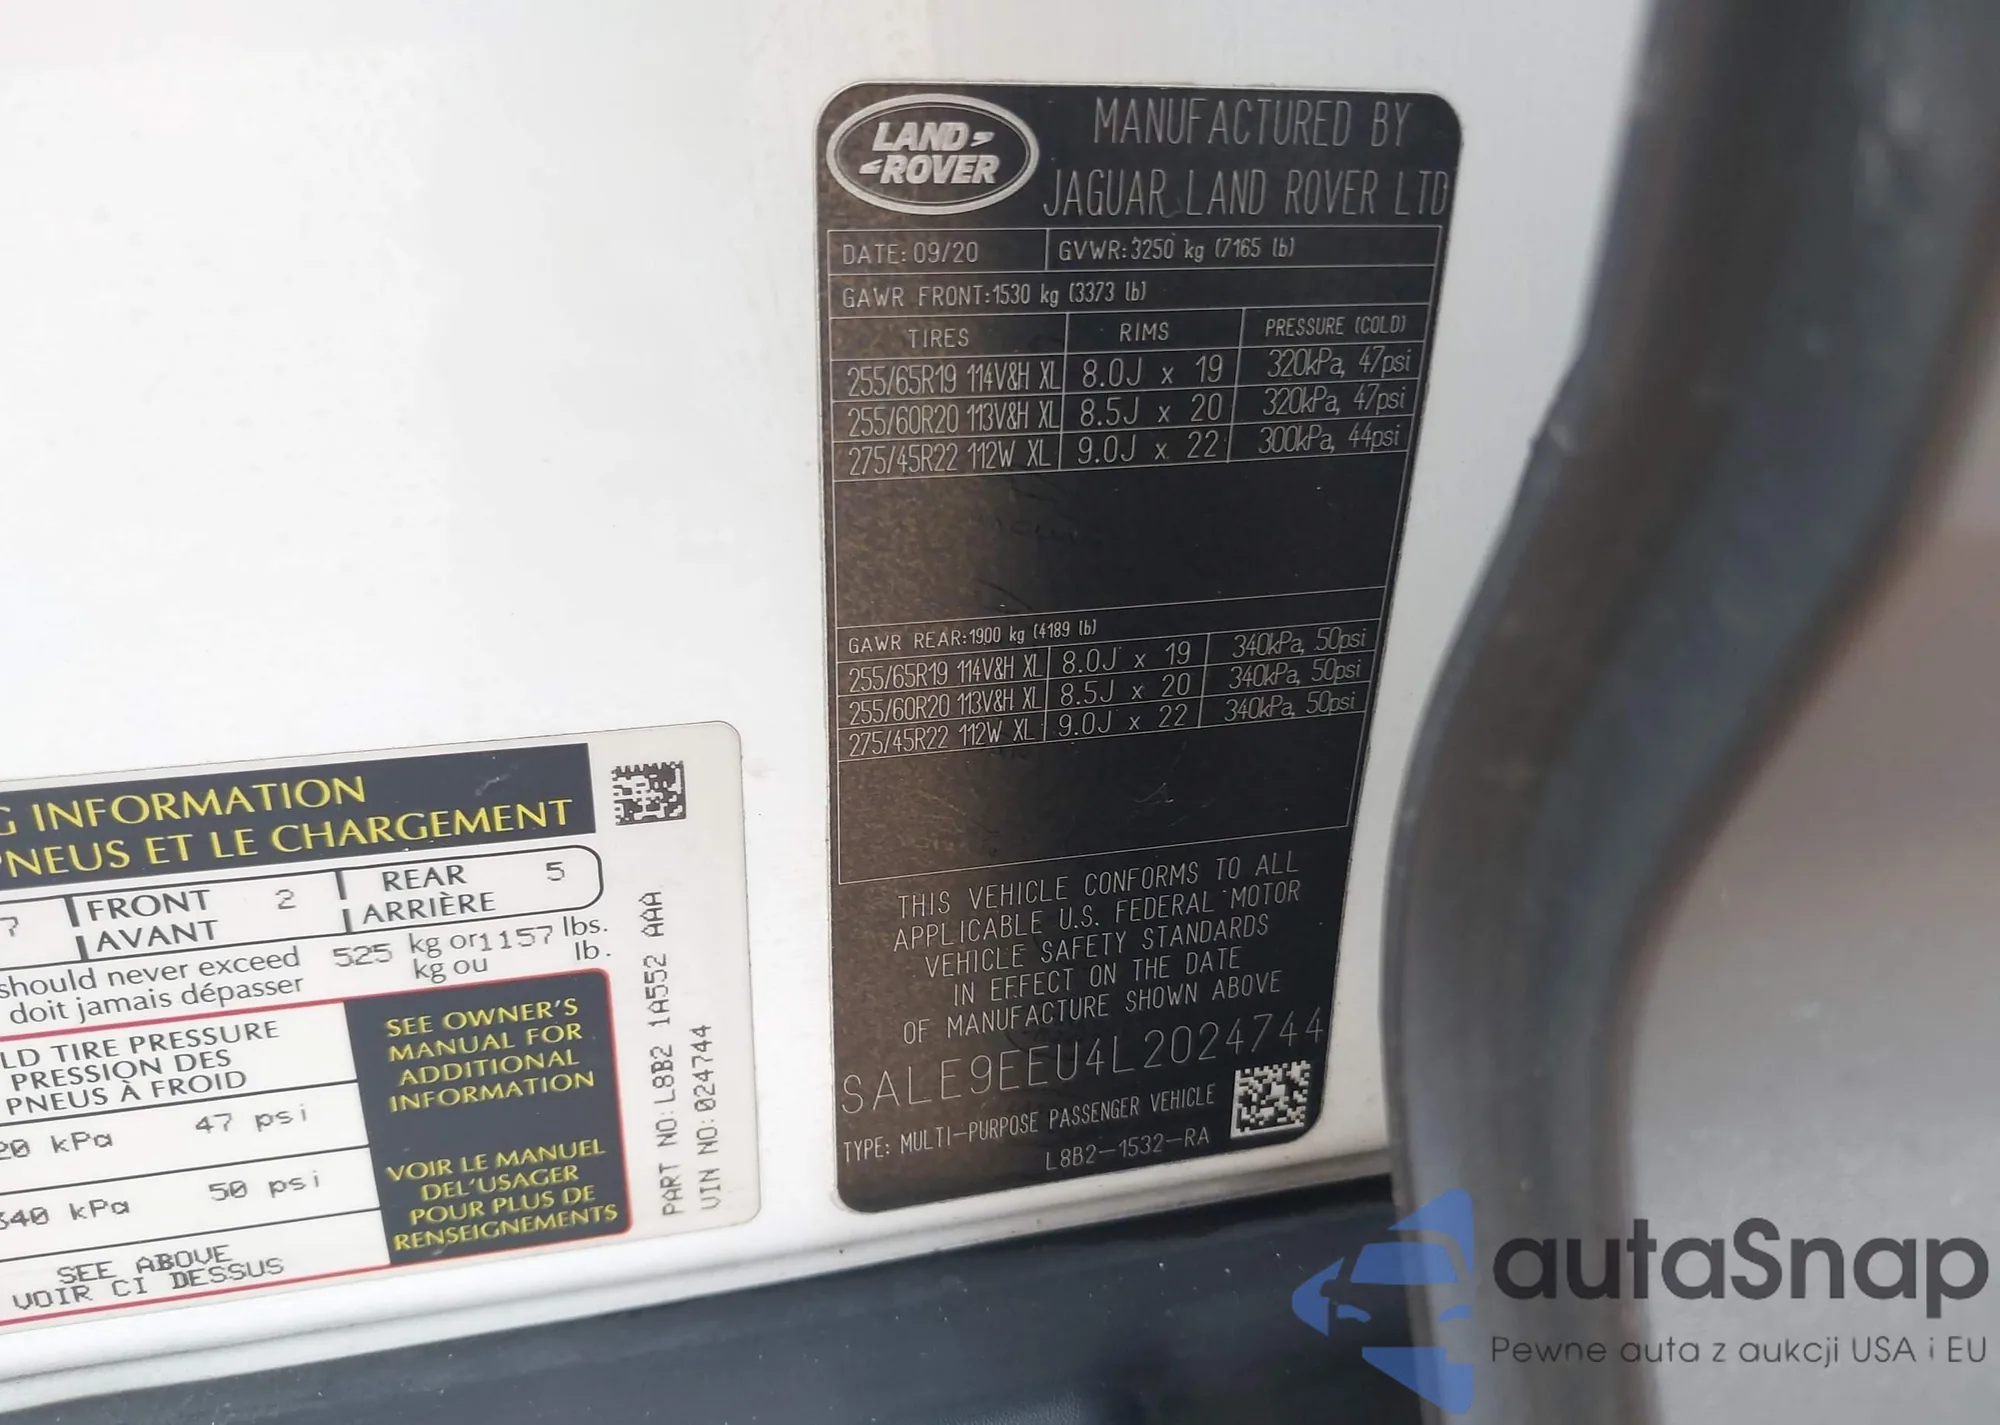 LAND
ROVER
MANUFACTURED BY
JAGUAR LAND ROVER LTD
DATE: 09/20 GVWR: 3250 kg (7165 lb)
GAWR FRONT: 1530 kg (3373 lb)
TIRES RIMS PRESSURE (COLD)
255/65R19 114V&H XL 8.0J x 19 320kPa, 47psi
255/60R20 113V&H XL 8.5J x 20 320kPa, 47psi
275/45R22 112W XL 9.0J x 22 300kPa, 44psi
GAWR REAR: 1900 kg (4189 lb)
255/65R19 114V&H XL 8.0J x 19 340kPa, 50psi
255/60R20 113V&H XL 8.5J x 20 340kPa, 50psi
275/45R22 112W XL 9.0J x 22 340kPa, 50psi
THIS VEHICLE CONFORMS TO ALL
APPLICABLE U.S. FEDERAL MOTOR
VEHICLE SAFETY STANDARDS
IN EFFECT ON THE DATE
OF MANUFACTURE SHOWN ABOVE
SALE9EEU4L2024744
TYPE: MULTI-PURPOSE PASSENGER VEHICLE
L8B2-1532-RA
G INFORMATION
PNEUS ET LE CHARGEMENT
7 FRONT 2 REAR 5
AVANT ARRIÈRE
should never exceed 525 kg or 1157 lbs.
doit jamais dépasser kg ou lb.
LD TIRE PRESSURE
PRESSION DES
PNEUS À FROID
20 kPa 47 psi
340 kPa 50 psi
SEE ABOVE
VOIR CI DESSUS
SEE OWNER'S
MANUAL FOR
ADDITIONAL
INFORMATION
VOIR LE MANUEL
DEL'USAGER
POUR PLUS DE
RENSEIGNEMENTS
PART NO: L8B2 1A552 AAA
VIN NO: 024744
autaSnap
Pewne auta z aukcji USA i EU